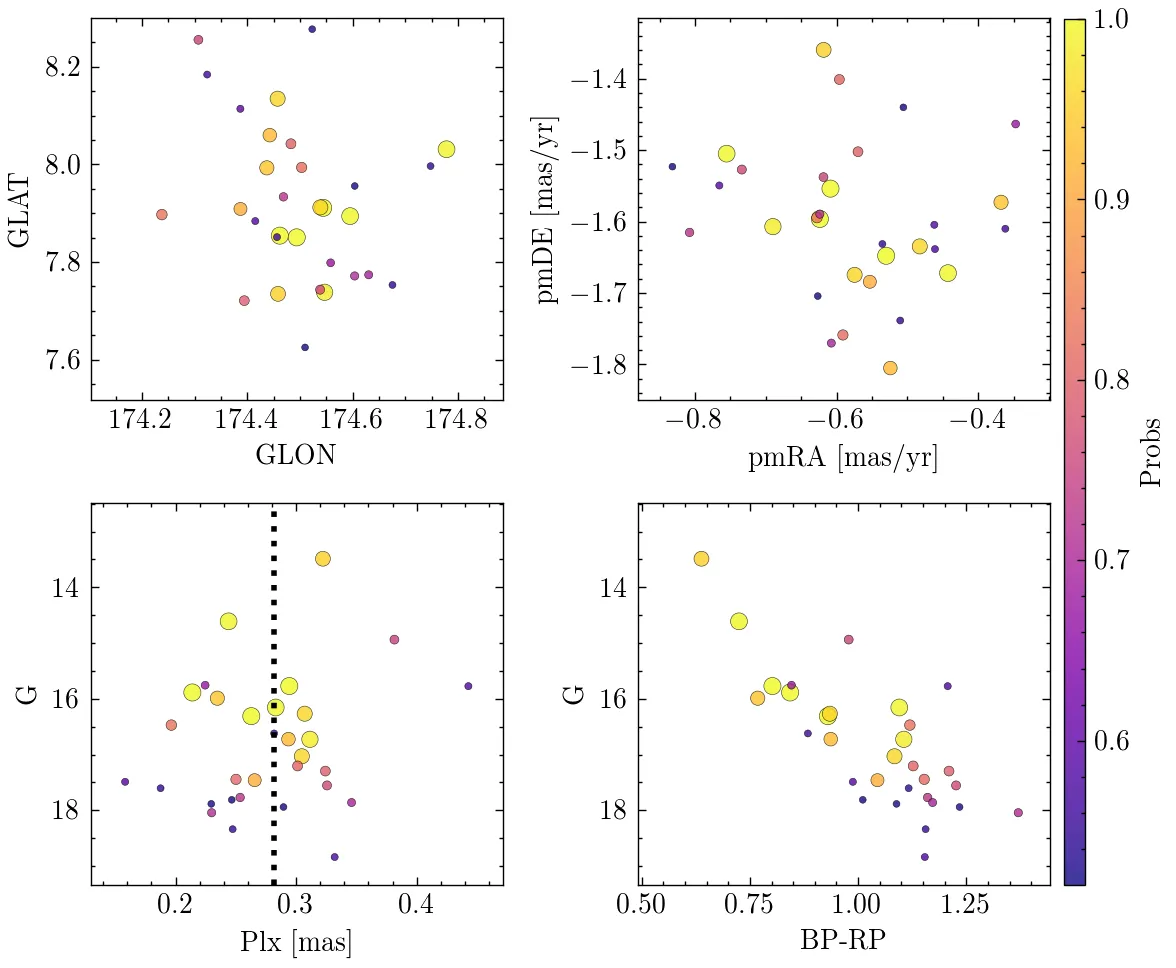 8.2
8.0
7.8
7.6
GLAT
174.2 174.4 174.6 174.8
GLON
−1.4
−1.5
−1.6
−1.7
−1.8
pmDE [mas/yr]
−0.8 −0.6 −0.4
pmRA [mas/yr]
14
16
18
G
0.2 0.3 0.4
Plx [mas]
14
16
18
G
0.50 0.75 1.00 1.25
BP-RP
1.0
0.9
0.8
0.7
0.6
Probs